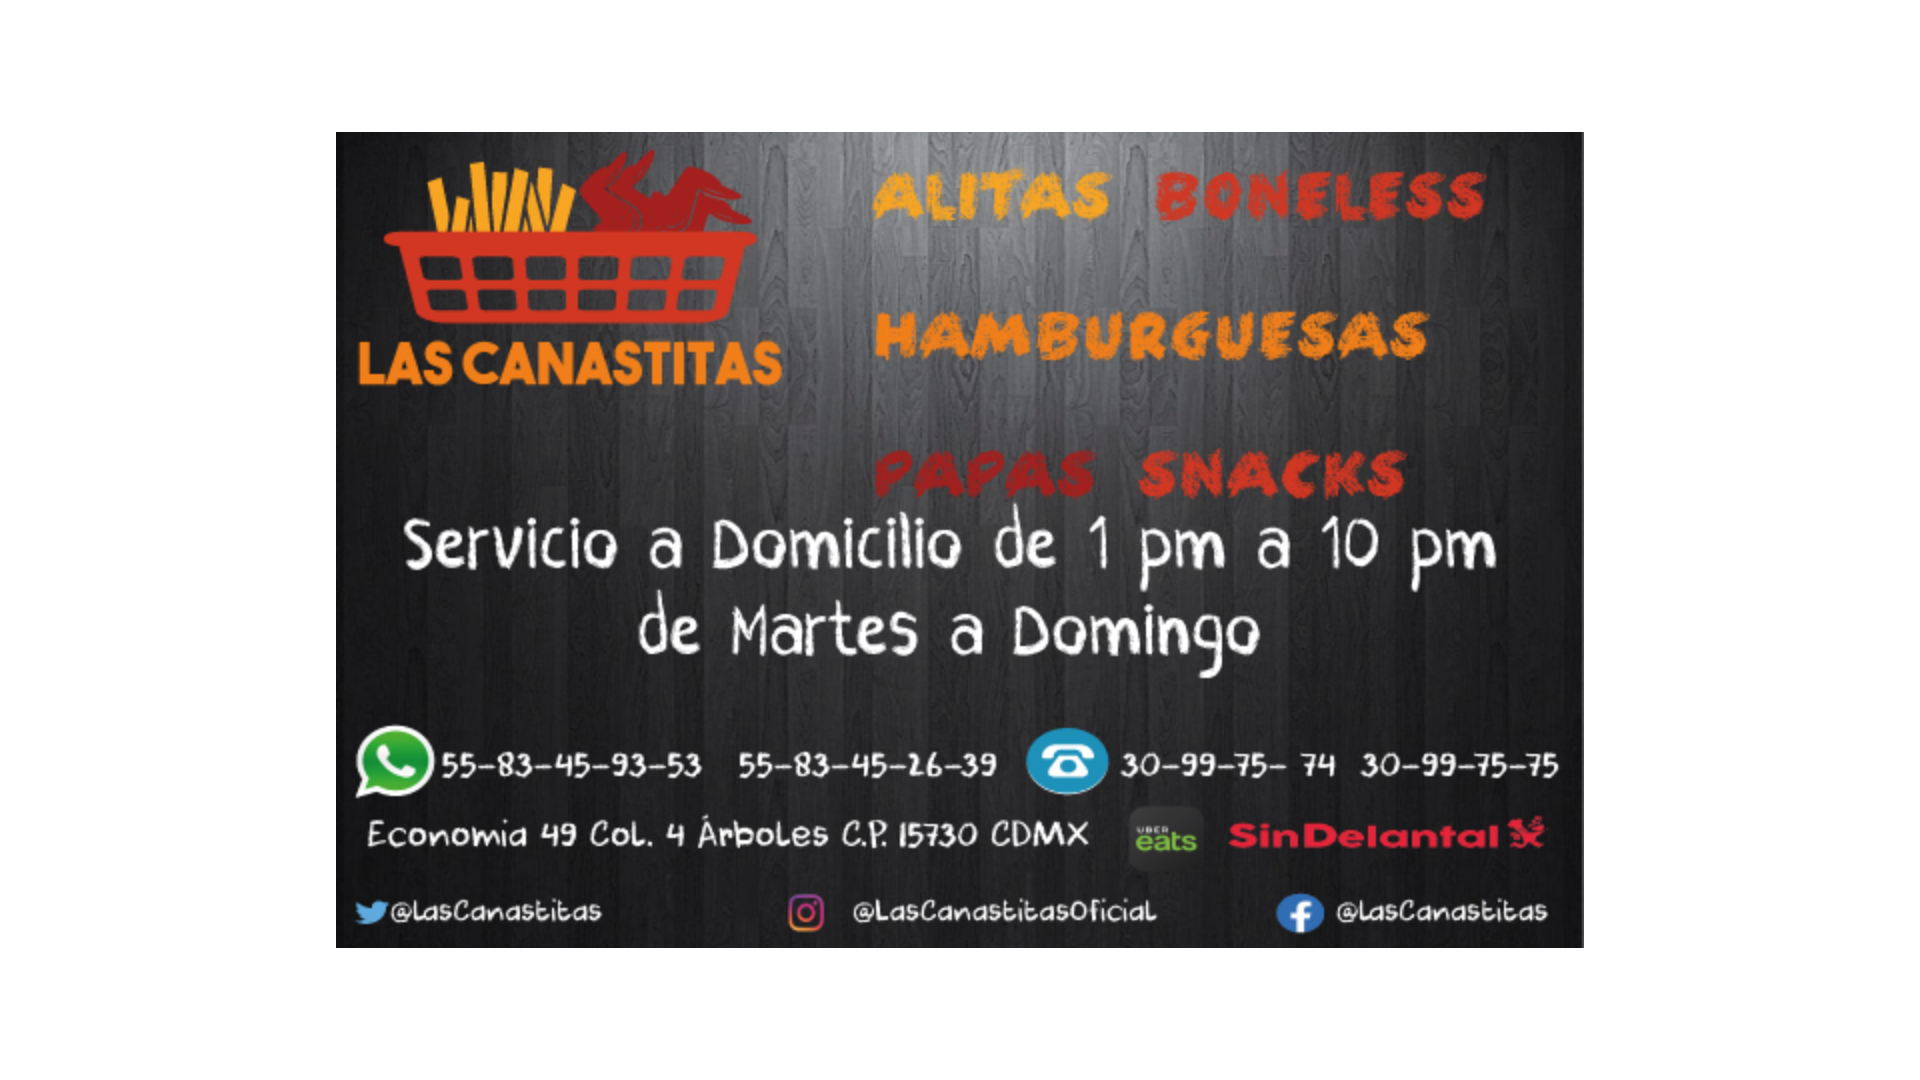 LAS CANASTITAS
ALITAS BONELESS
HAMBURGUESAS
PAPAS SNACKS
Servicio a Domicilio de 1 pm a 10 pm
de Martes a Domingo
55-83-45-93-53 55-83-45-26-39 30-99-75- 74 30-99-75-75
Economia 49 Col. 4 Árboles C.P. 15730 CDMX UBER eats SinDelantal
@LasCanastitas @LasCanastitasOficial @LasCanastitas